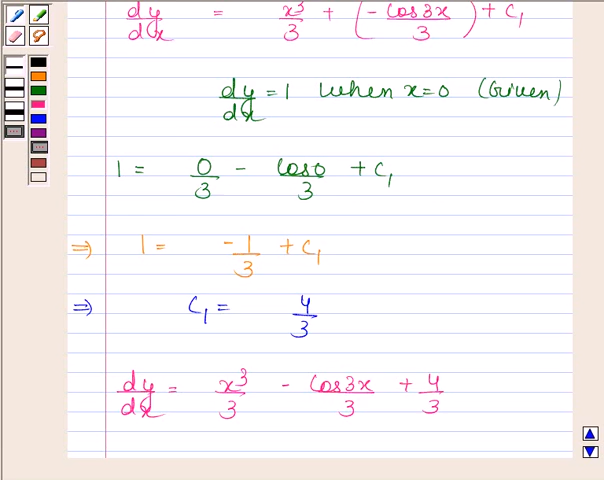 dy/dx = x³/3 + (-cos3x/3) + C₁
dy/dx = 1 when x=0 (Given)
1 = 0/3 - cos0/3 + C₁
⇒ 1 = -1/3 + C₁
⇒ C₁ = 4/3
dy/dx = x³/3 - cos3x/3 + 4/3